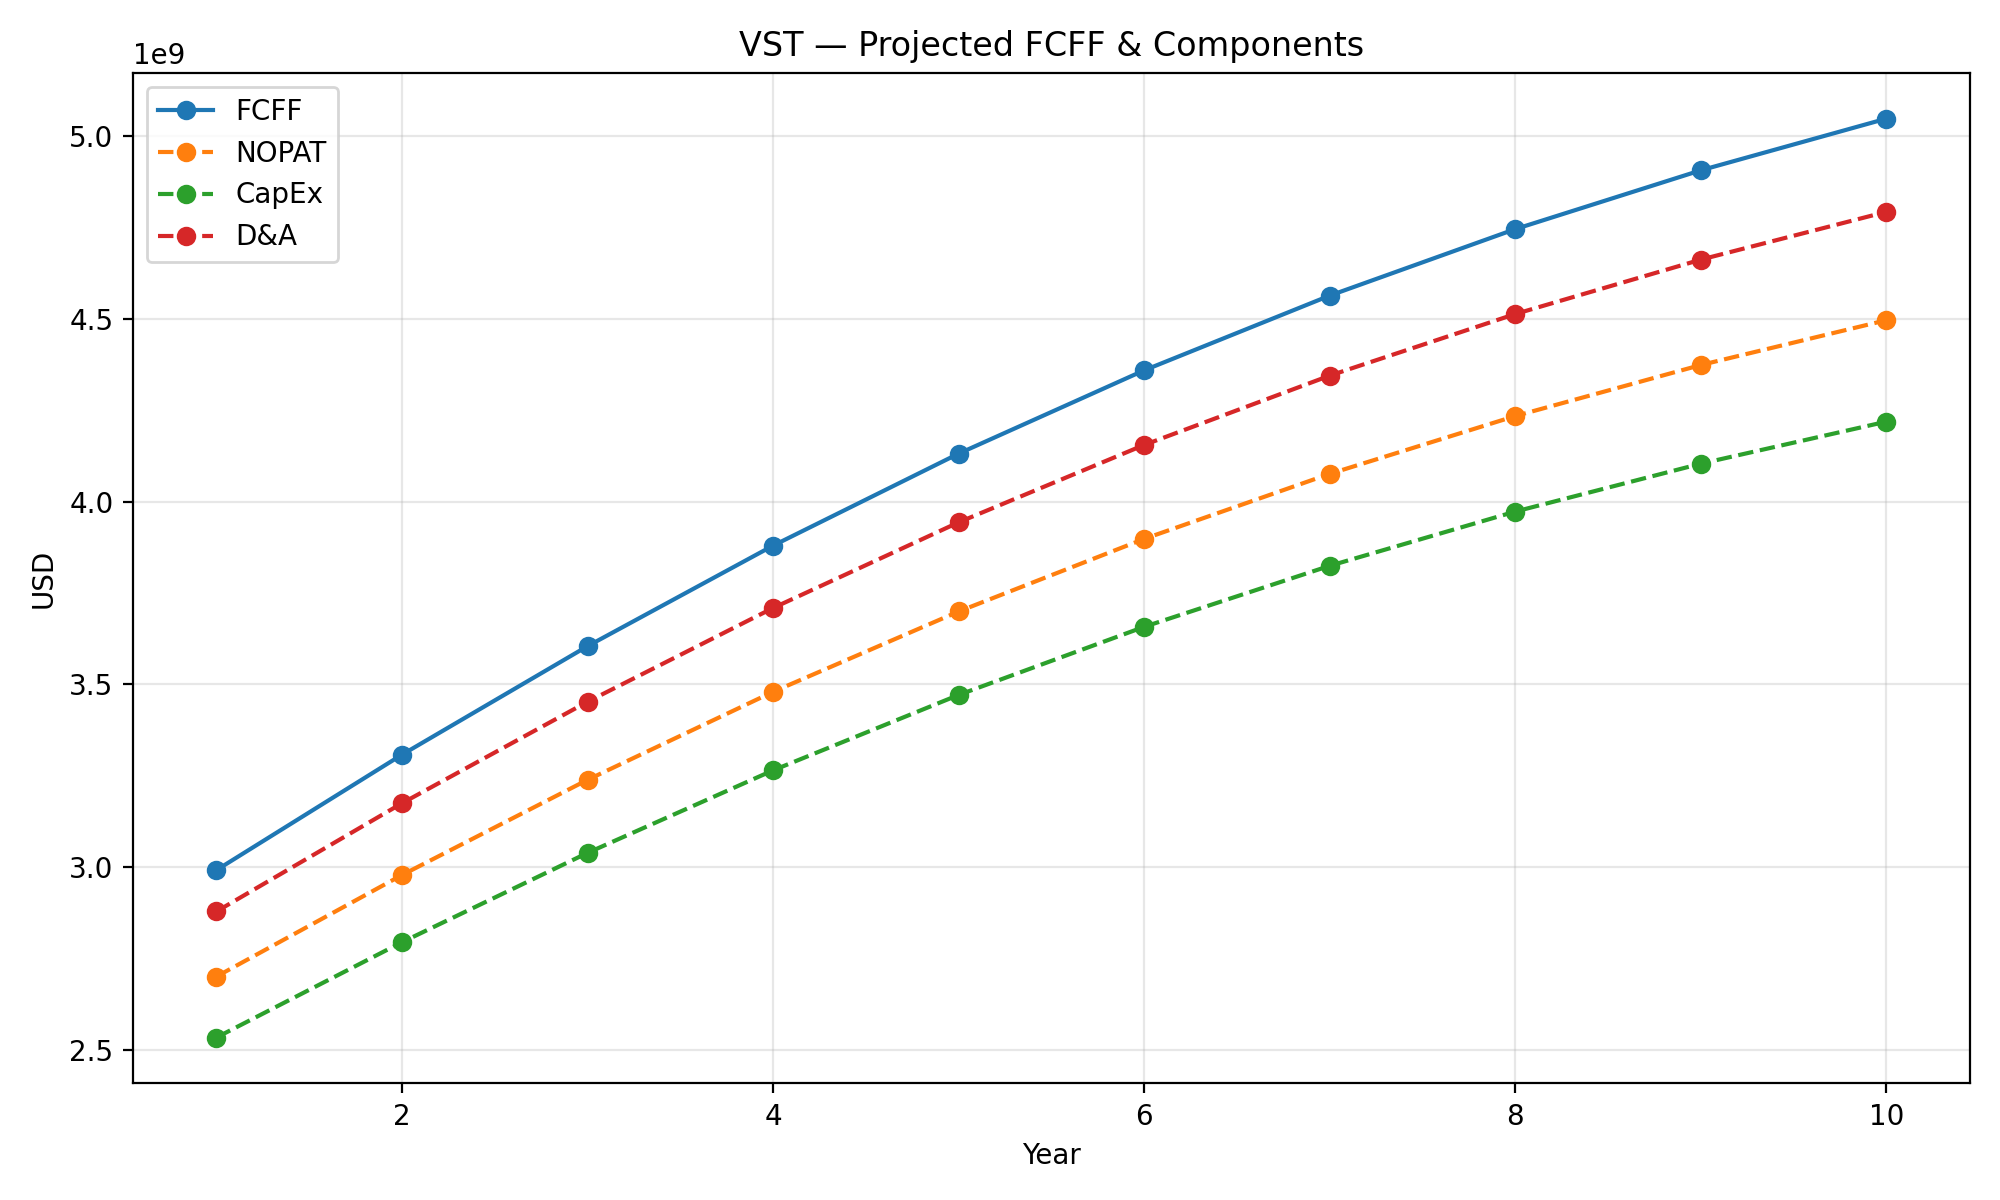 VST — Projected FCFF & Components
1e9
FCFF
NOPAT
CapEx
D&A
5.0
4.5
4.0
3.5
3.0
2.5
USD
2 4 6 8 10
Year